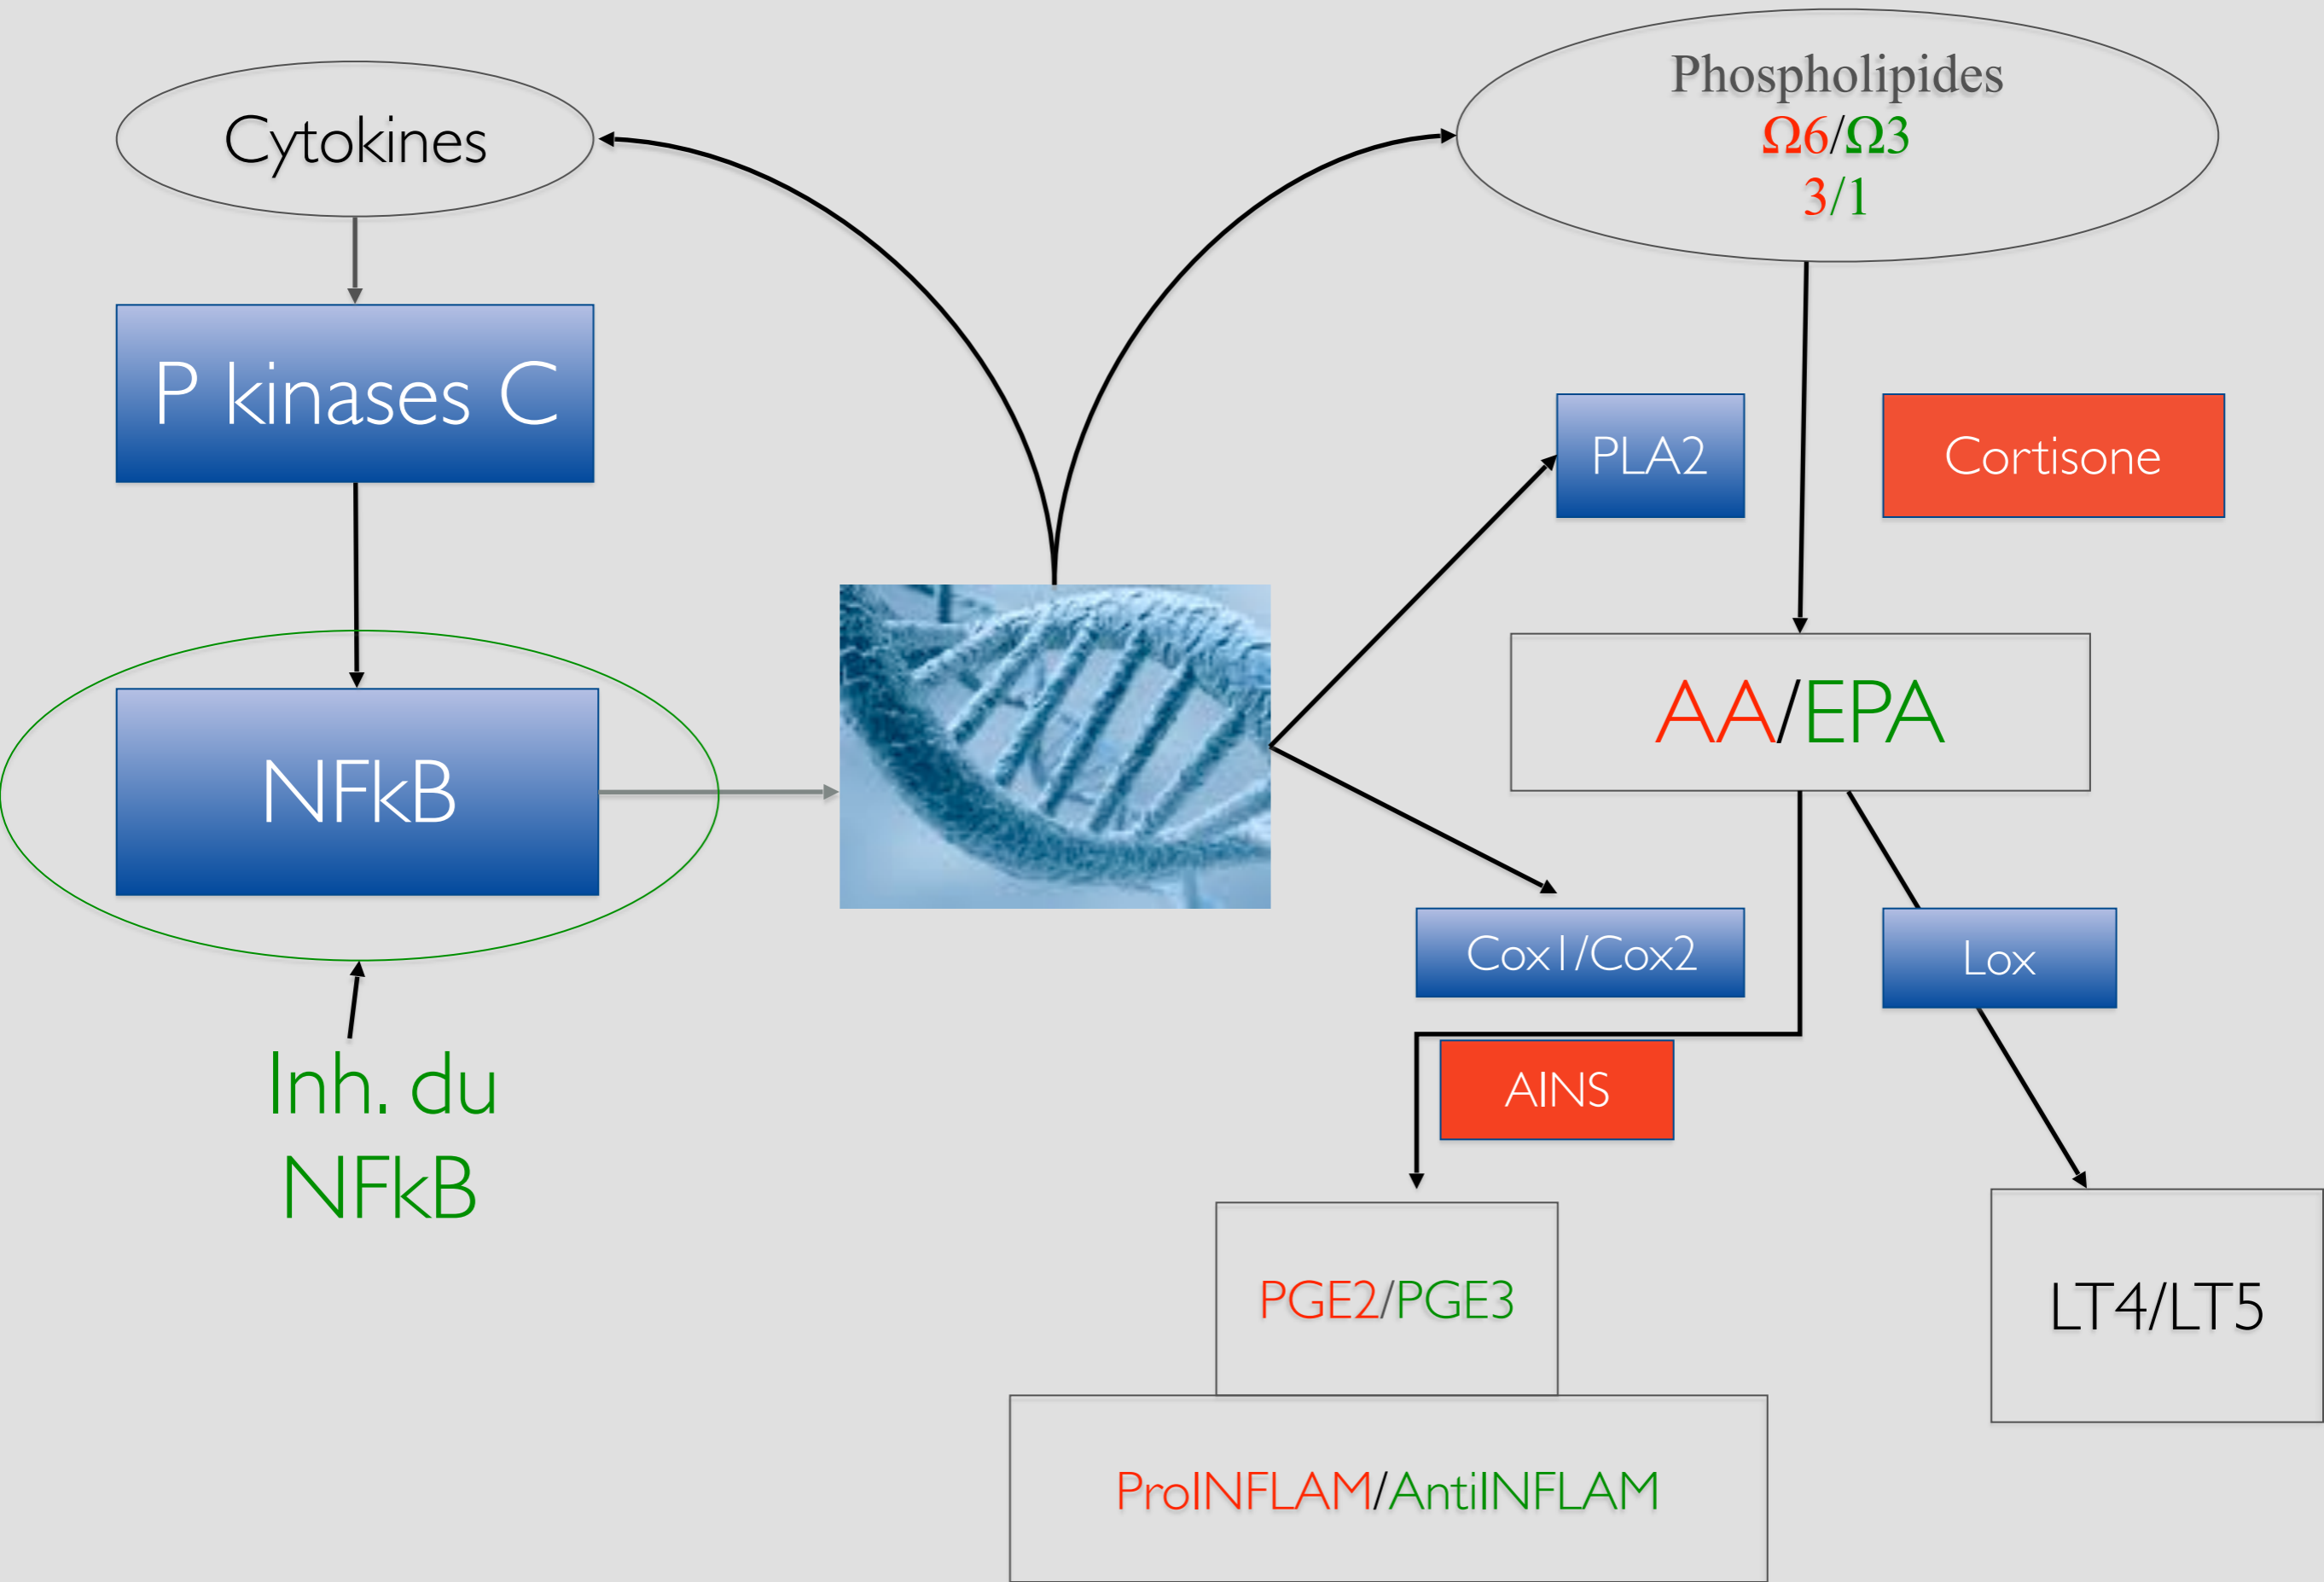 Cytokines
Phospholipides
Ω6/Ω3
3/1
P kinases C
PLA2
Cortisone
AA/EPA
NFkB
Cox1/Cox2
Lox
Inh. du
NFkB
AINS
PGE2/PGE3
LT4/LT5
ProINFLAM/AntiINFLAM